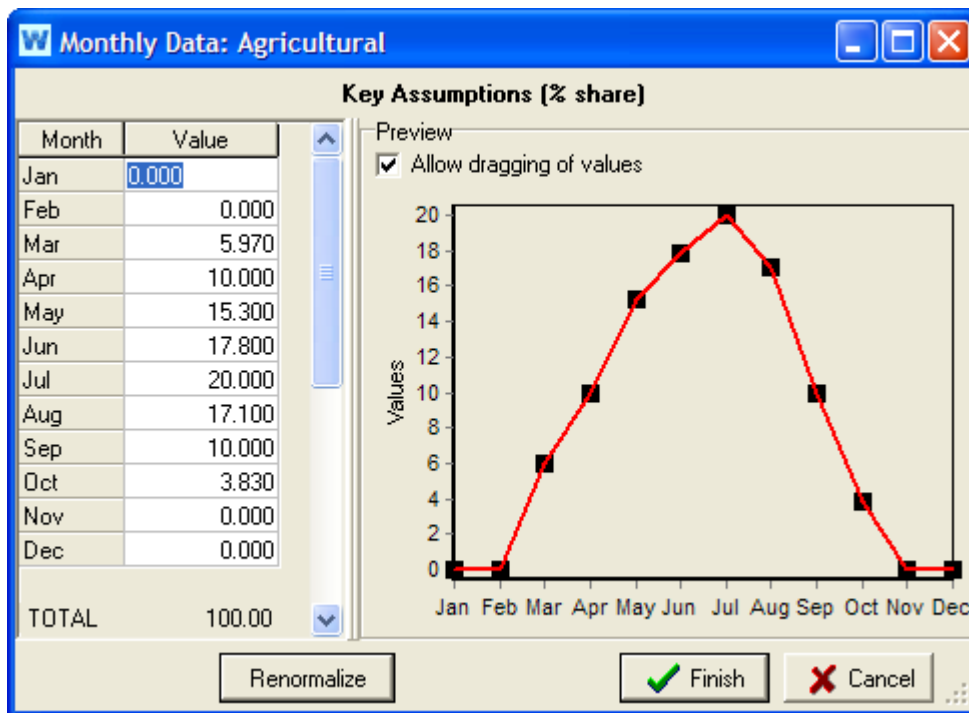 W Monthly Data: Agricultural
Key Assumptions (% share)
Month Value
Jan 0.000
Feb 0.000
Mar 5.970
Apr 10.000
May 15.300
Jun 17.800
Jul 20.000
Aug 17.100
Sep 10.000
Oct 3.830
Nov 0.000
Dec 0.000
TOTAL 100.00
Preview
Allow dragging of values
Values
20
18
16
14
12
10
8
6
4
2
0
Jan Feb Mar Apr May Jun Jul Aug Sep Oct Nov Dec
Renormalize
Finish
Cancel